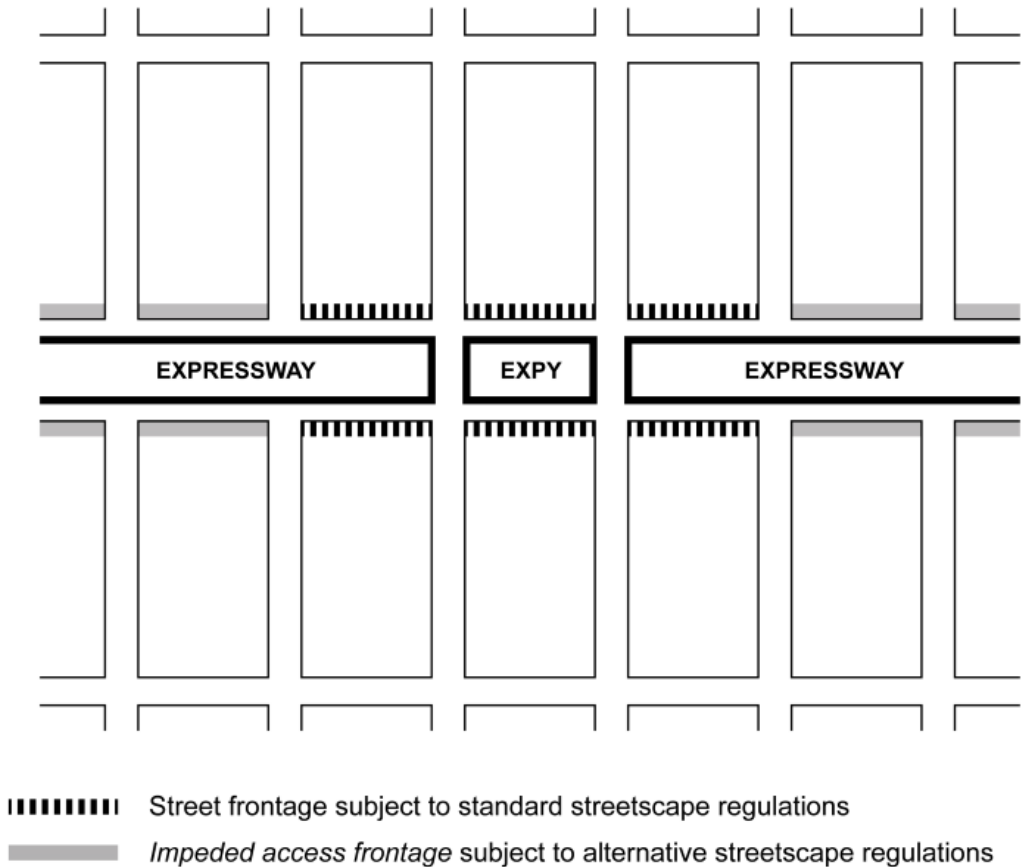 EXPRESSWAY EXPY EXPRESSWAY
Street frontage subject to standard streetscape regulations
Impeded access frontage subject to alternative streetscape regulations